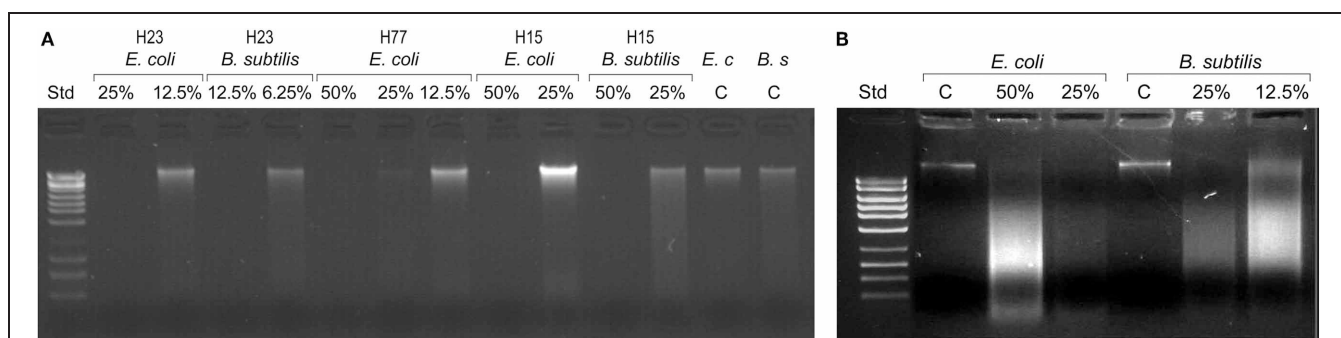 A
H23 H23 H77 H15 H15
E. coli B. subtilis E. coli E. coli B. subtilis E. c B. s
Std 25% 12.5% 12.5% 6.25% 50% 25% 12.5% 50% 25% 50% 25% C C
B
E. coli B. subtilis
Std C 50% 25% C 25% 12.5%